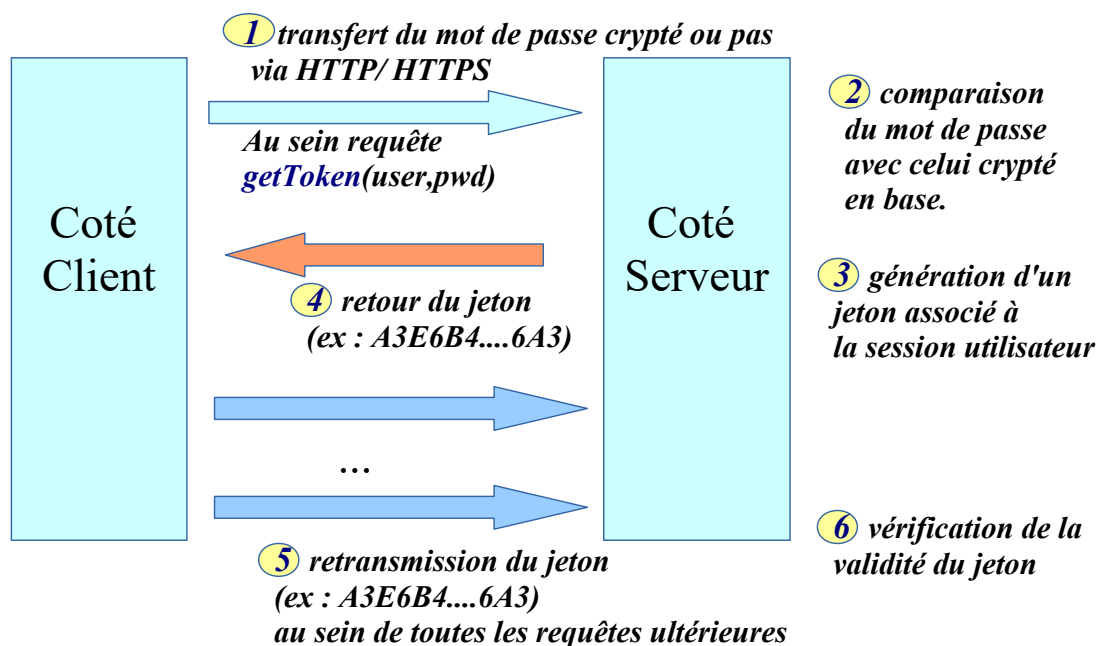 1 transfert du mot de passe crypté ou pas
via HTTP/ HTTPS
Au sein requête
getToken(user,pwd)
Coté
Client
Coté
Serveur
2 comparaison
du mot de passe
avec celui crypté
en base.
3 génération d'un
jeton associé à
la session utilisateur
4 retour du jeton
(ex : A3E6B4....6A3)
...
5 retransmission du jeton
(ex : A3E6B4....6A3)
au sein de toutes les requêtes ultérieures
6 vérification de la
validité du jeton